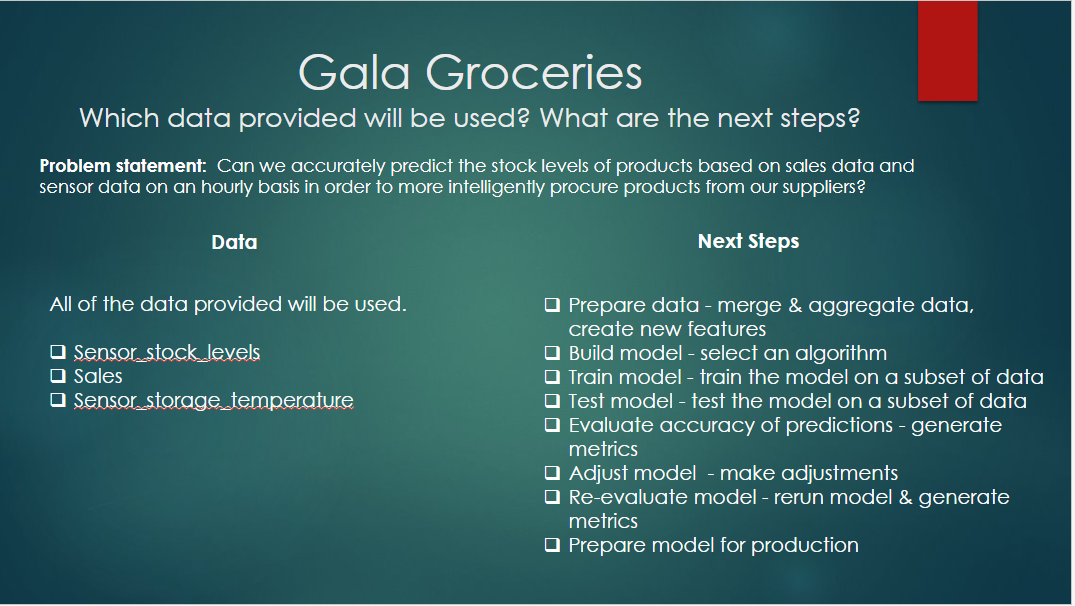 Gala Groceries
Which data provided will be used? What are the next steps?
Problem statement:  Can we accurately predict the stock levels of products based on sales data and
sensor data on an hourly basis in order to more intelligently procure products from our suppliers?
Data
All of the data provided will be used.
❑ Sensor_stock_levels
❑ Sales
❑ Sensor_storage_temperature
Next Steps
❑ Prepare data - merge & aggregate data,
create new features
❑ Build model - select an algorithm
❑ Train model - train the model on a subset of data
❑ Test model - test the model on a subset of data
❑ Evaluate accuracy of predictions - generate
metrics
❑ Adjust model  - make adjustments
❑ Re-evaluate model - rerun model & generate
metrics
❑ Prepare model for production